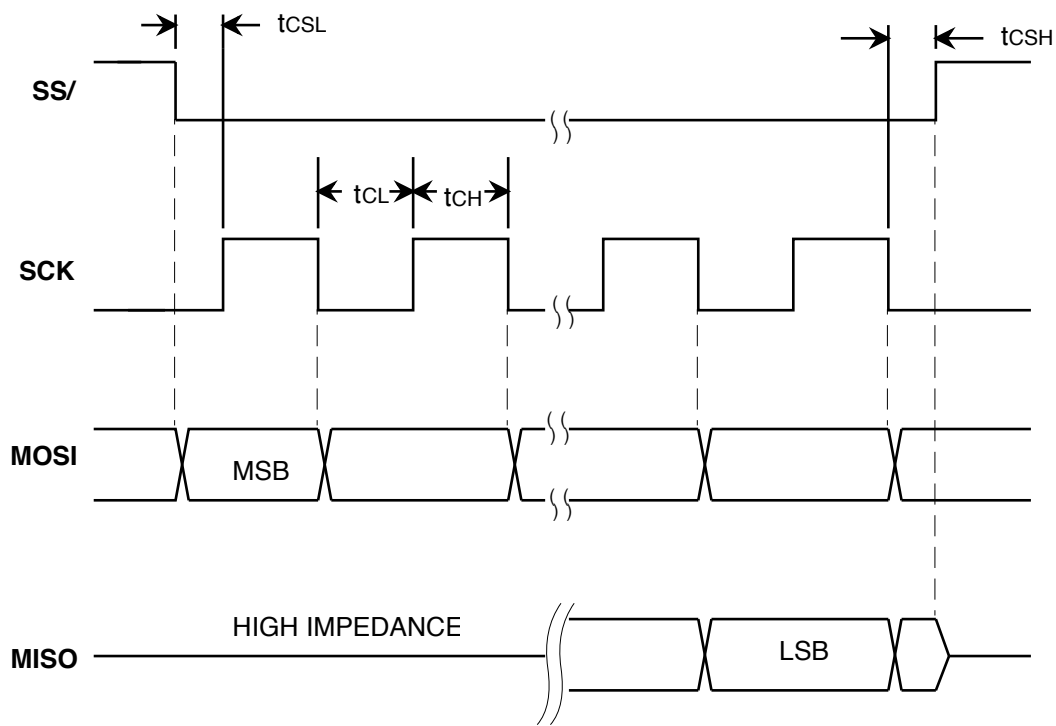 tCSL
tCSH
SS/
tCL
tCH
SCK
MOSI
MSB
HIGH IMPEDANCE
MISO
LSB